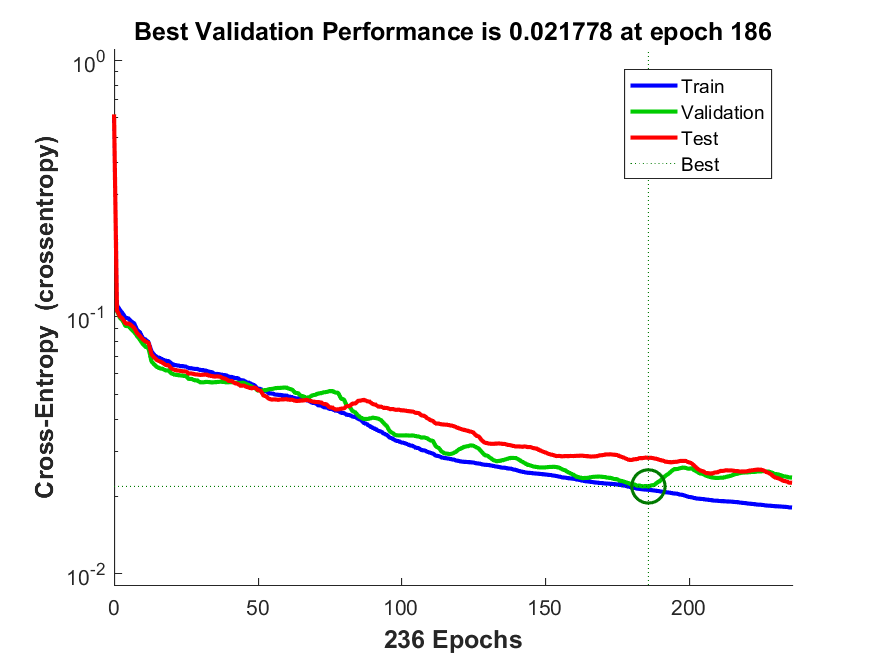 Best Validation Performance is 0.021778 at epoch 186
Cross-Entropy (crossentropy)
10^0
10^-1
10^-2
Train
Validation
Test
Best
0 50 100 150 200
236 Epochs